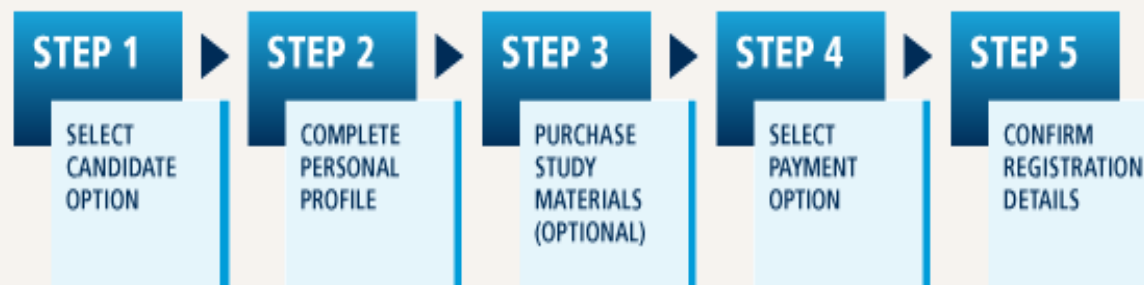 STEP 1
SELECT
CANDIDATE
OPTION
STEP 2
COMPLETE
PERSONAL
PROFILE
STEP 3
PURCHASE
STUDY
MATERIALS
(OPTIONAL)
STEP 4
SELECT
PAYMENT
OPTION
STEP 5
CONFIRM
REGISTRATION
DETAILS